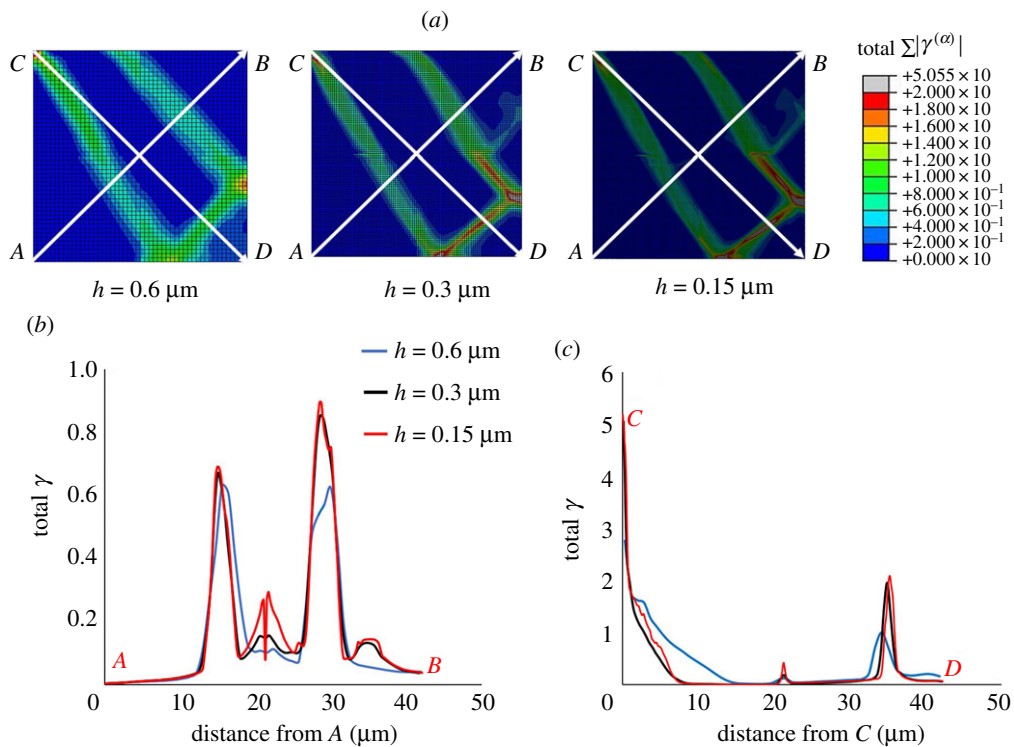 (a)
C B A D
h = 0.6 µm
C B A D
h = 0.3 µm
C B A D
h = 0.15 µm
total Σ|γ(α)|
+5.055 × 10
+2.000 × 10
+1.800 × 10
+1.600 × 10
+1.400 × 10
+1.200 × 10
+1.000 × 10
+8.000 × 10⁻¹
+6.000 × 10⁻¹
+4.000 × 10⁻¹
+2.000 × 10⁻¹
+0.000 × 10
(b)
h = 0.6 µm
h = 0.3 µm
h = 0.15 µm
total γ
1.0
0.8
0.6
0.4
0.2
A
B
0 10 20 30 40 50
distance from A (µm)
(c)
total γ
6
5
4
3
2
1
C
D
0 10 20 30 40 50
distance from C (µm)